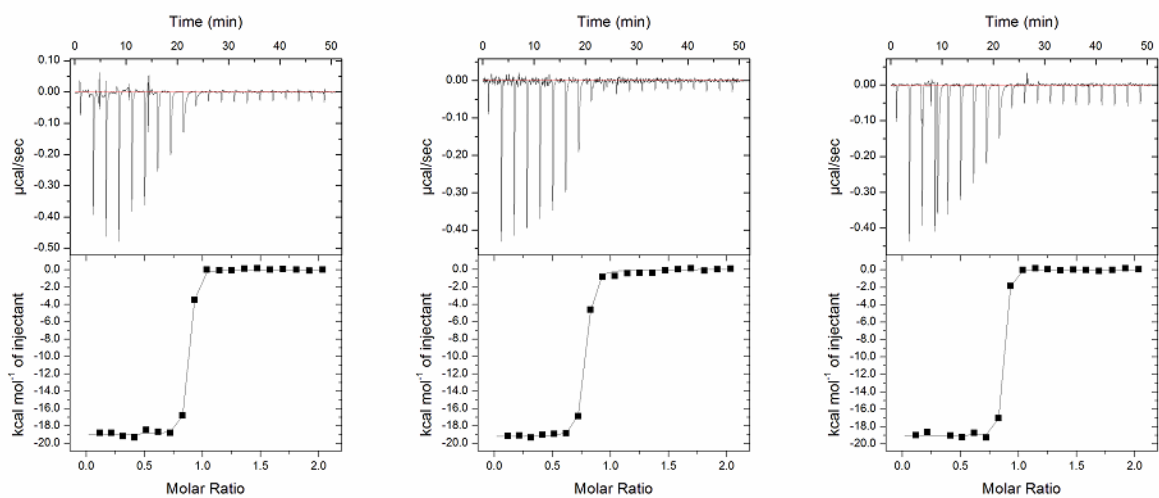 Time (min)
0 10 20 30 40 50
0.10
0.00
-0.10
-0.20
-0.30
-0.40
-0.50
µcal/sec
0.0
-2.0
-4.0
-6.0
-8.0
-10.0
-12.0
-14.0
-16.0
-18.0
-20.0
kcal mol⁻¹ of injectant
0.0 0.5 1.0 1.5 2.0
Molar Ratio
Time (min)
0 10 20 30 40 50
0.00
-0.10
-0.20
-0.30
-0.40
µcal/sec
0.0
-2.0
-4.0
-6.0
-8.0
-10.0
-12.0
-14.0
-16.0
-18.0
-20.0
kcal mol⁻¹ of injectant
0.0 0.5 1.0 1.5 2.0
Molar Ratio
Time (min)
0 10 20 30 40 50
0.00
-0.10
-0.20
-0.30
-0.40
µcal/sec
0.0
-2.0
-4.0
-6.0
-8.0
-10.0
-12.0
-14.0
-16.0
-18.0
-20.0
kcal mol⁻¹ of injectant
0.0 0.5 1.0 1.5 2.0
Molar Ratio